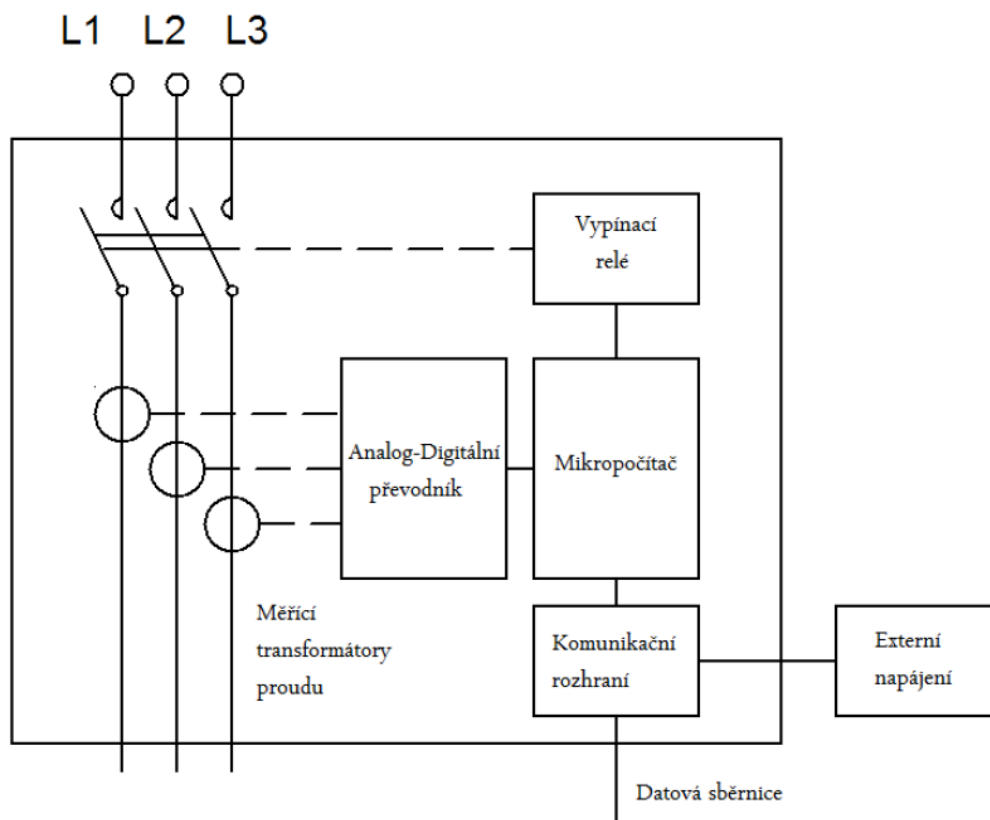 L1 L2 L3
Vypínací
relé
Analog-Digitální
převodník
Mikropočítač
Měřící
transformátory
proudu
Komunikační
rozhraní
Externí
napájení
Datová sběrnice